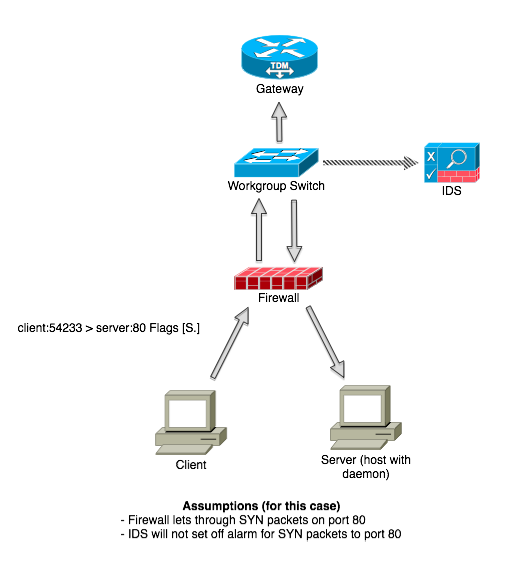 TDM
Gateway
Workgroup Switch
IDS
Firewall
client:54233 > server:80 Flags [S.]
Client
Server (host with
daemon)
Assumptions (for this case)
- Firewall lets through SYN packets on port 80
- IDS will not set off alarm for SYN packets to port 80